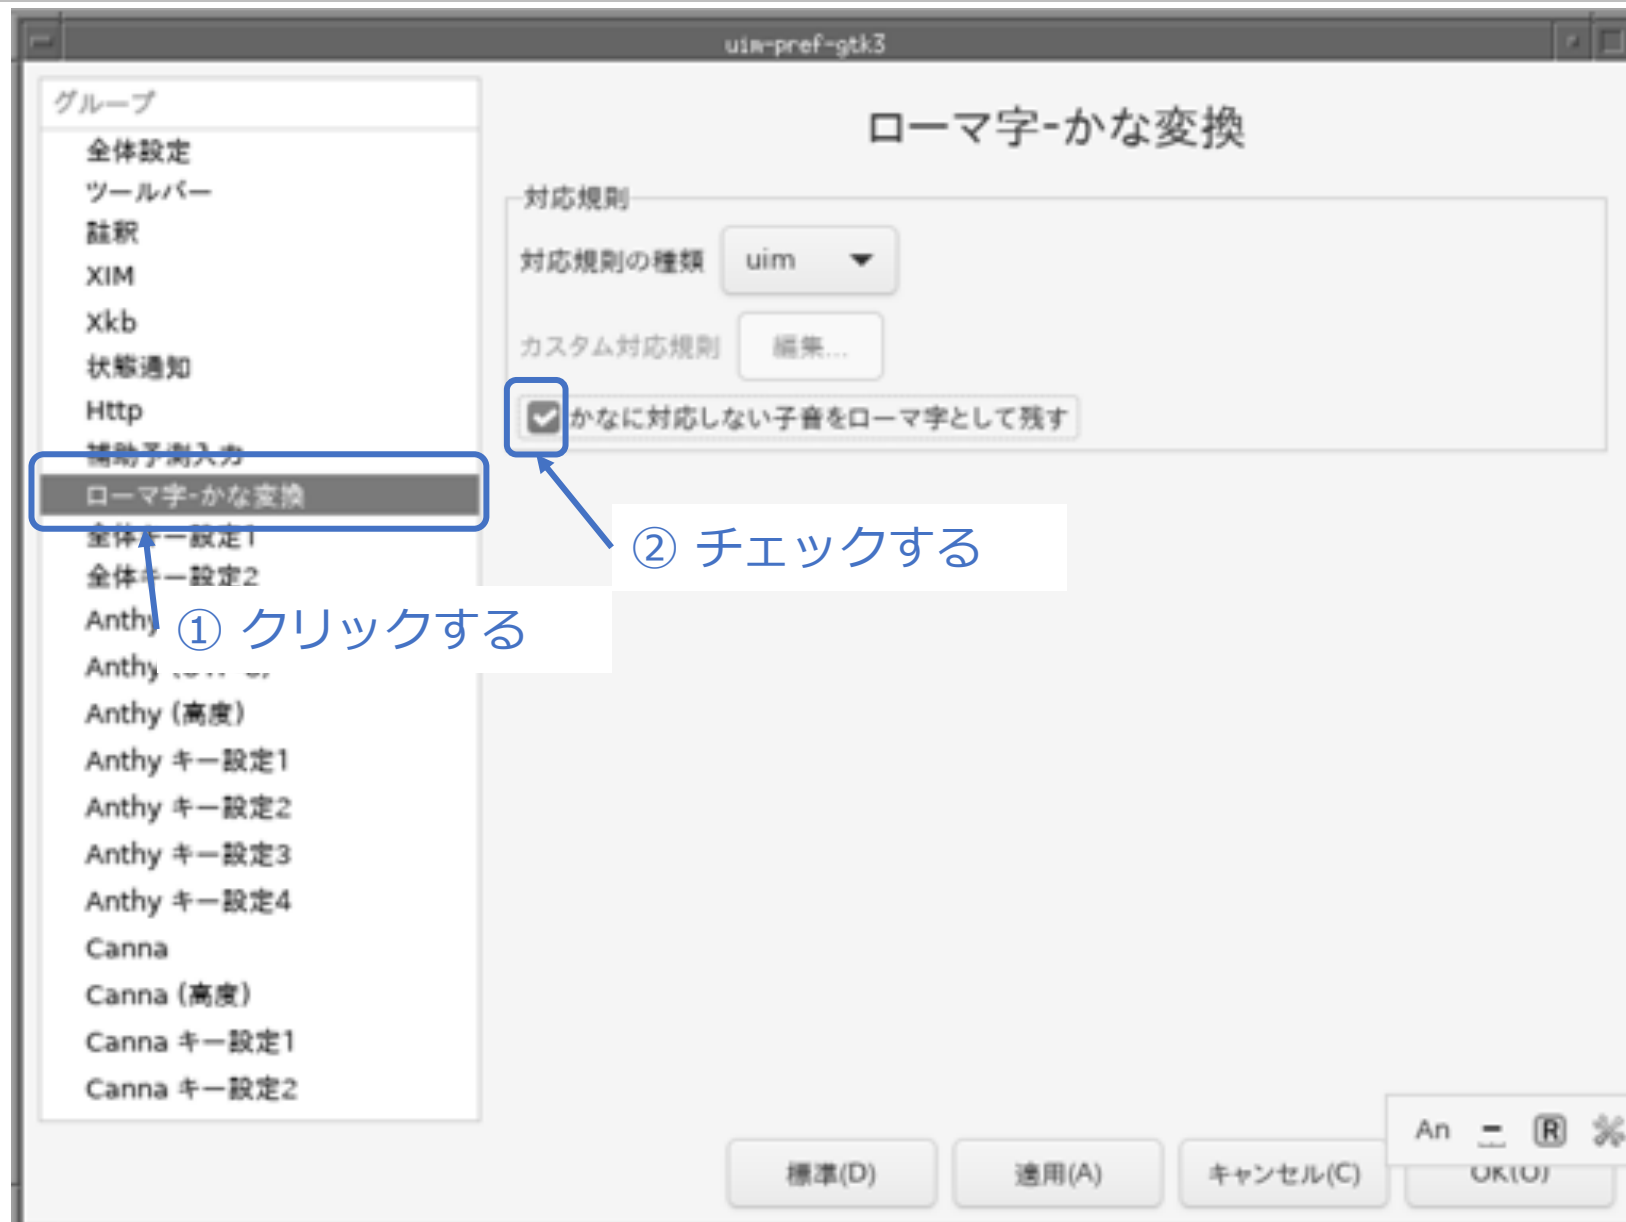 uim-pref-gtk3
グループ
全体設定
ツールバー
註釈
XIM
Xkb
状態通知
Http
補助予測入力
ローマ字-かな変換
全体キー設定1
全体キー設定2
Anthy
Anthy
Anthy (高度)
Anthy キー設定1
Anthy キー設定2
Anthy キー設定3
Anthy キー設定4
Canna
Canna (高度)
Canna キー設定1
Canna キー設定2
ローマ字-かな変換
対応規則
対応規則の種類 uim
カスタム対応規則 編集...
かなに対応しない子音をローマ字として残す
② チェックする
① クリックする
An R
標準(D) 適用(A) キャンセル(C) OK(O)